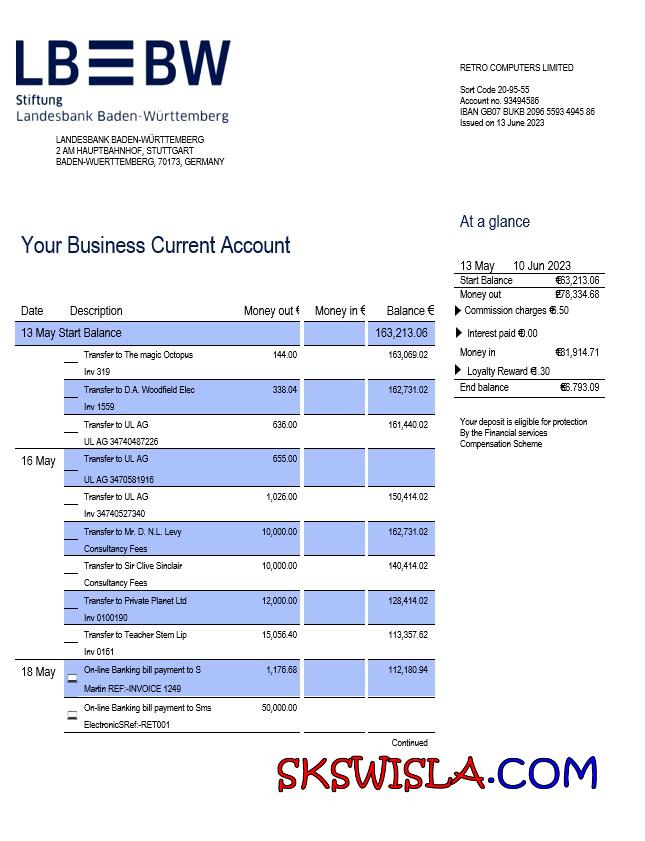 LBBW
Stiftung
Landesbank Baden-Württemberg
LANDESBANK BADEN-WÜRTTEMBERG
2 AM HAUPTBAHNHOF, STUTTGART
BADEN-WUERTTEMBERG, 70173, GERMANY
RETRO COMPUTERS LIMITED
Sort Code 20-95-55
Account no. 93494586
IBAN GB07 BUKB 2096 5593 4945 86
Issued on 13 June 2023
Your Business Current Account
At a glance
13 May 10 Jun 2023
Start Balance €63,213.06
Money out €78,334.68
Commission charges €6.50
Interest paid €0.00
Money in €31,914.71
Loyalty Reward €1.30
End balance €6.793.09
Your deposit is eligible for protection
By the Financial services
Compensation Scheme
Date Description Money out € Money in € Balance €
13 May Start Balance 163,213.06
Transfer to The magic Octopus 144.00 163,069.02
Inv 319
Transfer to D.A. Woodfield Elec 338.04 162,731.02
Inv 1559
Transfer to UL AG 636.00 161,440.02
UL AG 34740487226
16 May Transfer to UL AG 655.00
UL AG 3470581916
Transfer to UL AG 1,026.00 150,414.02
Inv 34740527340
Transfer to Mr. D. N.L. Levy 10,000.00 162,731.02
Consultancy Fees
Transfer to Sir Clive Sinclair 10,000.00 140,414.02
Consultancy Fees
Transfer to Private Planet Ltd 12,000.00 128,414.02
Inv 0100190
Transfer to Teacher Stem Lip 15,056.40 113,357.62
Inv 0161
18 May On-line Banking bill payment to S 1,176.68 112,180.94
Martin REF:-INVOICE 1249
On-line Banking bill payment to Sms 50,000.00
ElectronicSRef:-RET001
Continued
SKSWISLA.COM